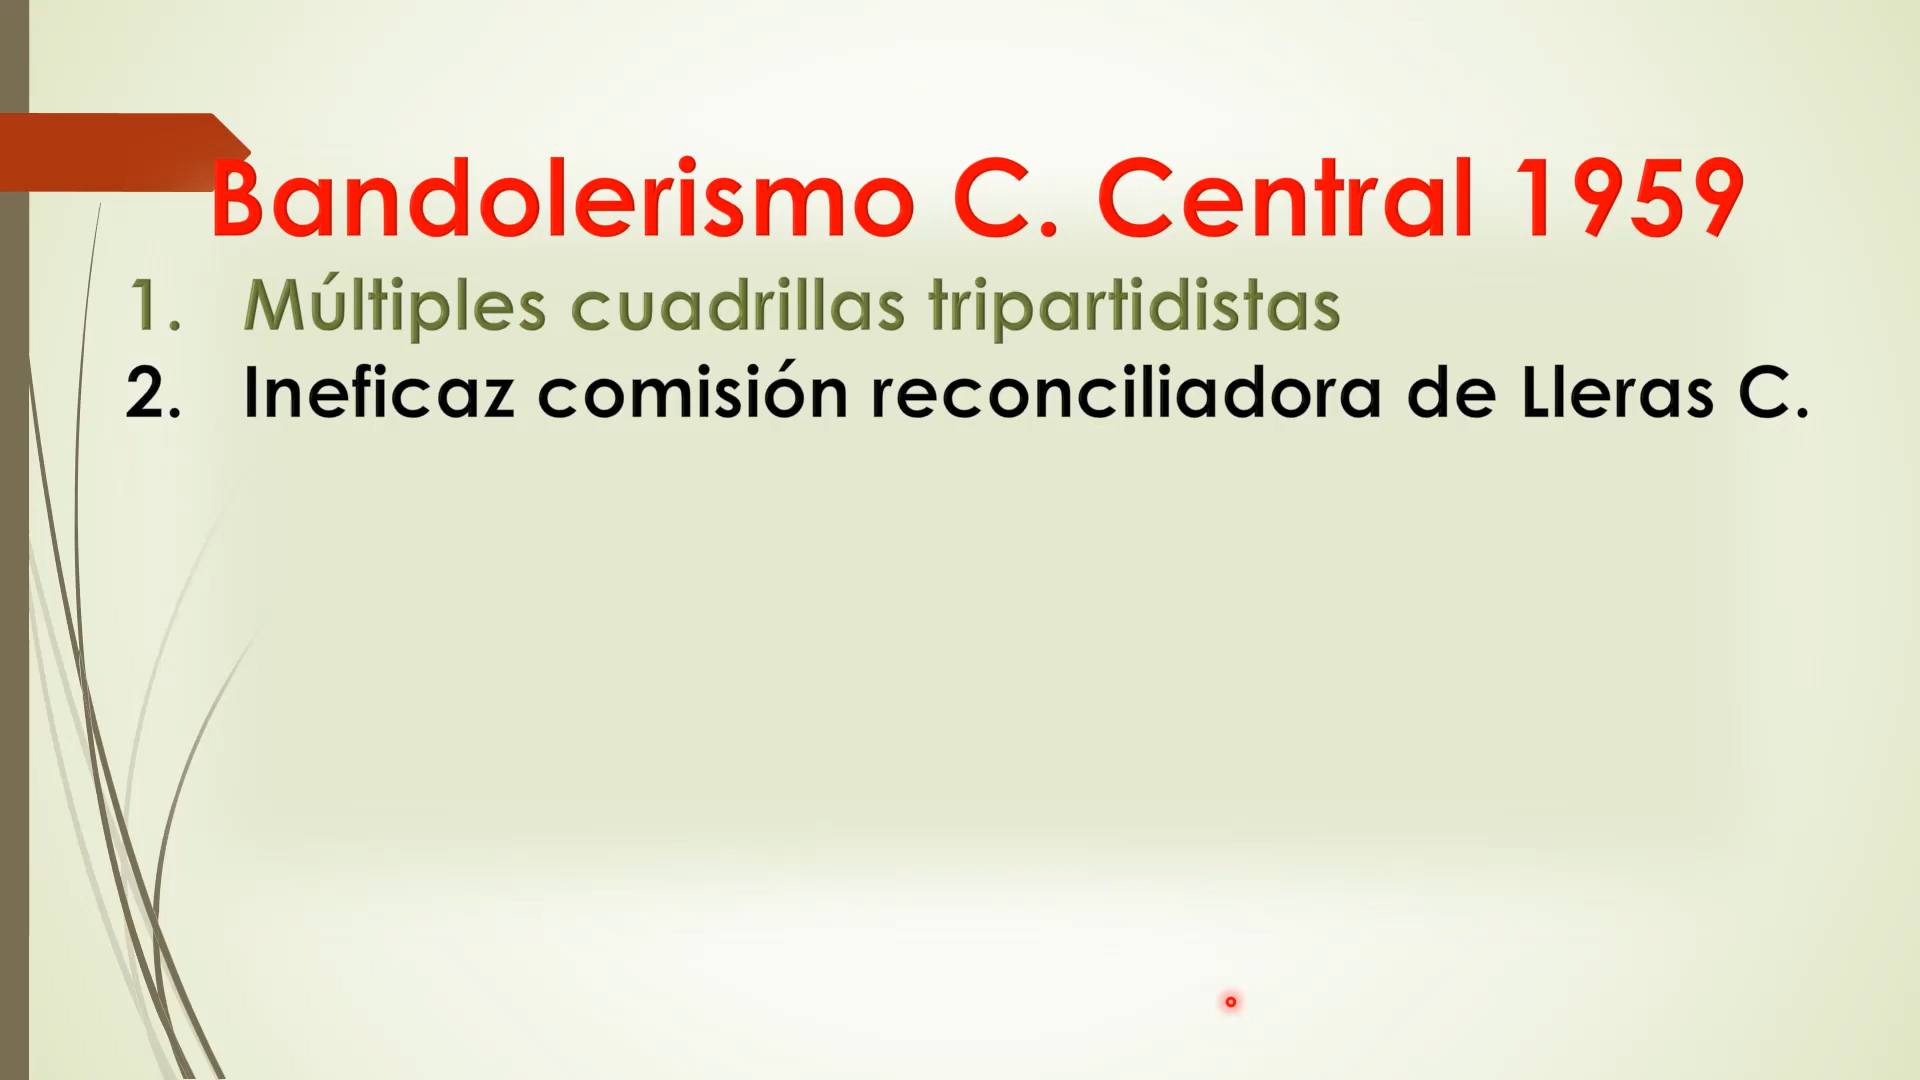 Bandolerismo C. Central 1959
1. Múltiples cuadrillas tripartidistas
2. Ineficaz comisión reconciliadora de Lleras C.